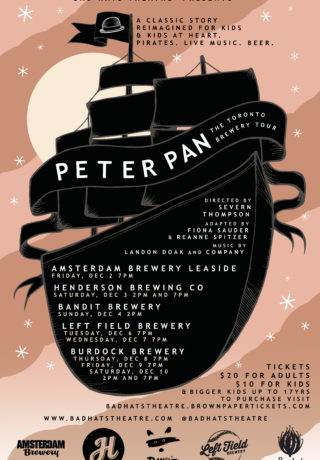 A CLASSIC STORY
REIMAGINED FOR KIDS
& KIDS AT HEART.
PIRATES. LIVE MUSIC. BEER.
PETER PAN
THE TORONTO
BREWERY TOUR
DIRECTED BY
SEVERN
THOMPSON
ADAPTED BY
FIONA SAUDER
& REANNE SPITZER
MUSIC BY
LANDON DOAK AND COMPANY
AMSTERDAM BREWERY LEASIDE
FRIDAY, DEC 2 7PM
HENDERSON BREWING CO
SATURDAY, DEC 3 2PM AND 7PM
BANDIT BREWERY
SUNDAY, DEC 4 2PM
LEFT FIELD BREWERY
TUESDAY, DEC 6 7PM
WEDNESDAY, DEC 7 7PM
BURDOCK BREWERY
THURSDAY, DEC 8 7PM
FRIDAY, DEC 9 7PM
SATURDAY, DEC 10
2PM AND 7PM
TICKETS
$20 FOR ADULTS
$10 FOR KIDS
& BIGGER KIDS UP TO 17YRS
TO PURCHASE VISIT
BADHATSTHEATRE.BROWNPAPERTICKETS.COM
WWW.BADHATSTHEATRE.COM @BADHATSTHEATRE
AMSTERDAM
Brewery
H
Left Field
BREWERY